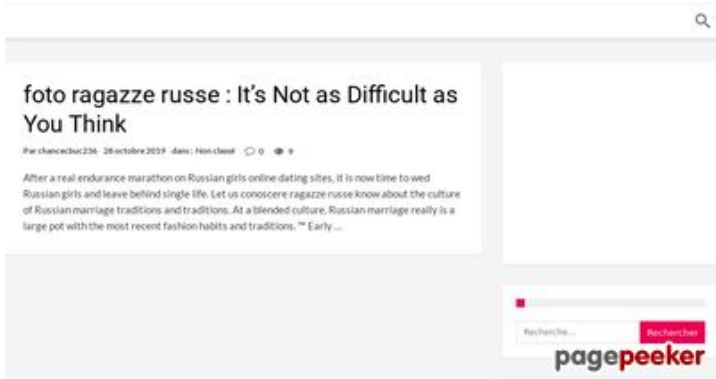 foto ragazze russe : It's Not as Difficult as
You Think
Par chancecbuc236 28 octobre 2019 dans : Non classé 0 9
After a real endurance marathon on Russian girls online dating sites, it is now time to wed
Russian girls and leave behind single life. Let us conoscere ragazze russe know about the culture
of Russian marriage traditions and traditions. At a blended culture, Russian marriage really is a
large pot with the most recent fashion habits and traditions. ™ Early ...
Recherche... Rechercher
pagepeeker